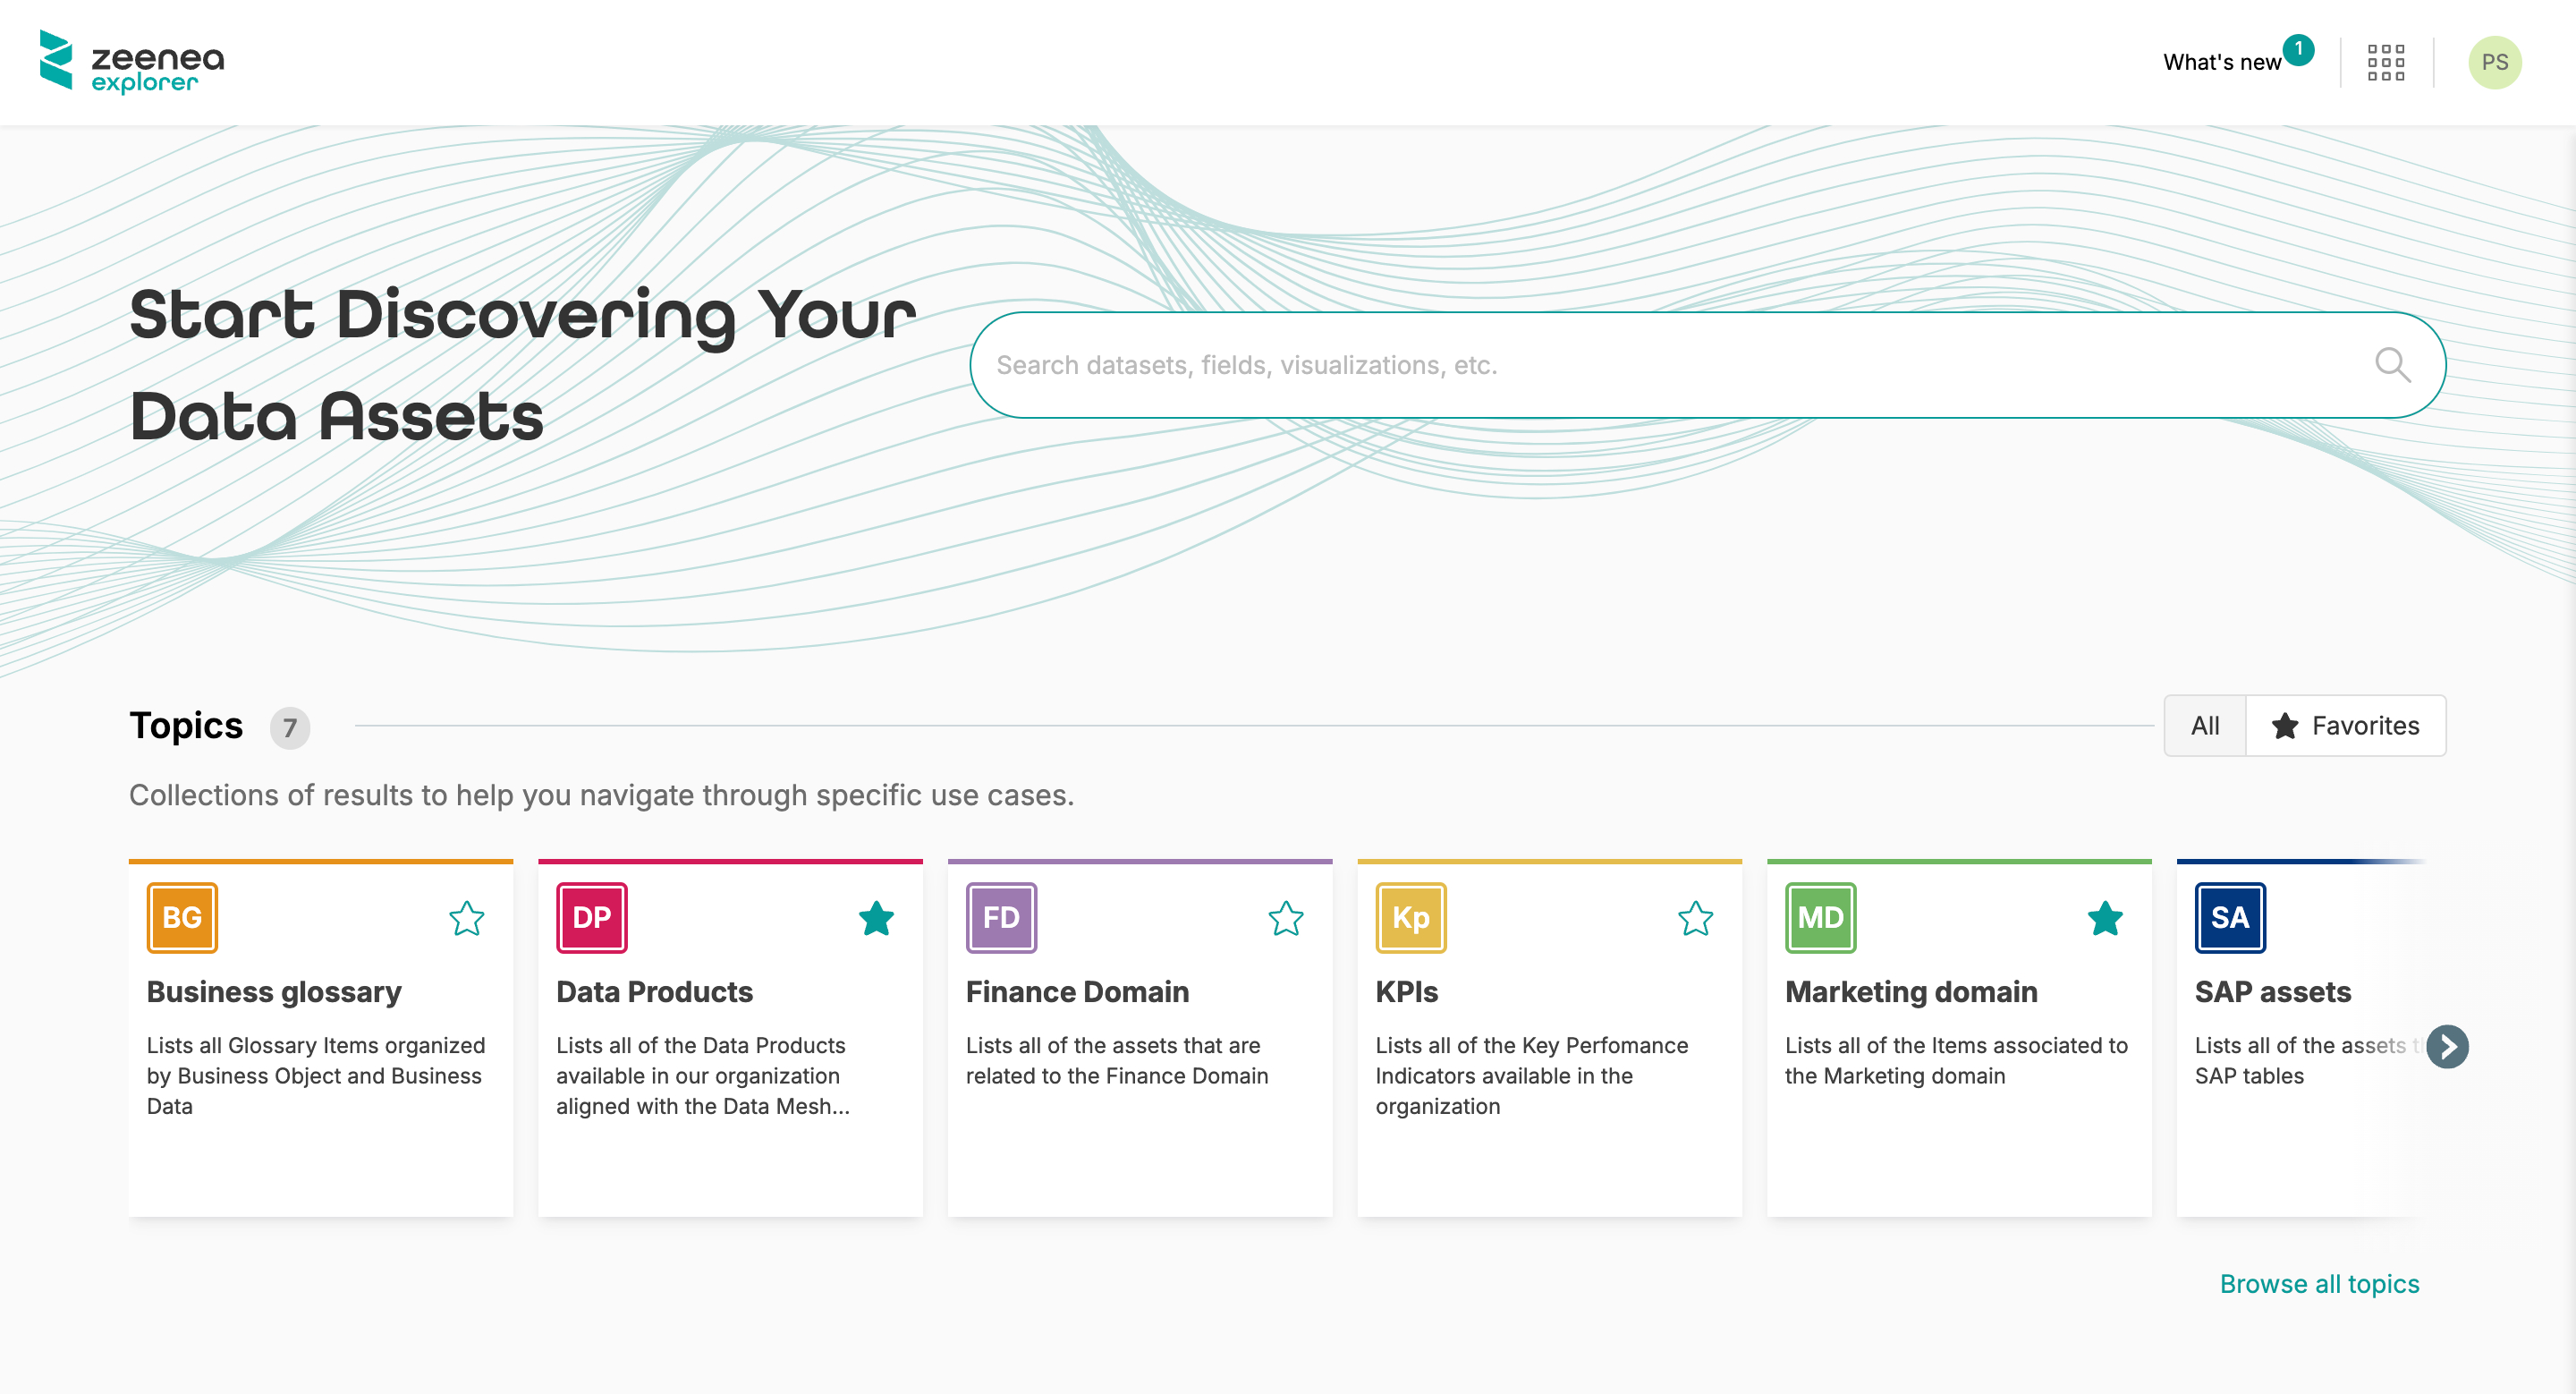 zeenea
explorer
What's new
1
PS
Start Discovering Your
Data Assets
Search datasets, fields, visualizations, etc.
Topics 7
All
Favorites
Collections of results to help you navigate through specific use cases.
BG
Business glossary
Lists all Glossary Items organized
by Business Object and Business
Data
DP
Data Products
Lists all of the Data Products
available in our organization
aligned with the Data Mesh...
FD
Finance Domain
Lists all of the assets that are
related to the Finance Domain
Kp
KPIs
Lists all of the Key Perfomance
Indicators available in the
organization
MD
Marketing domain
Lists all of the Items associated to
the Marketing domain
SA
SAP assets
Lists all of the assets
SAP tables
Browse all topics